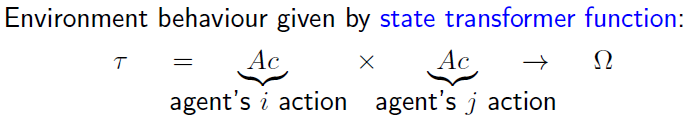 Environment behaviour given by state transformer function:
τ = Ac × Ac → Ω
agent's i action agent's j action